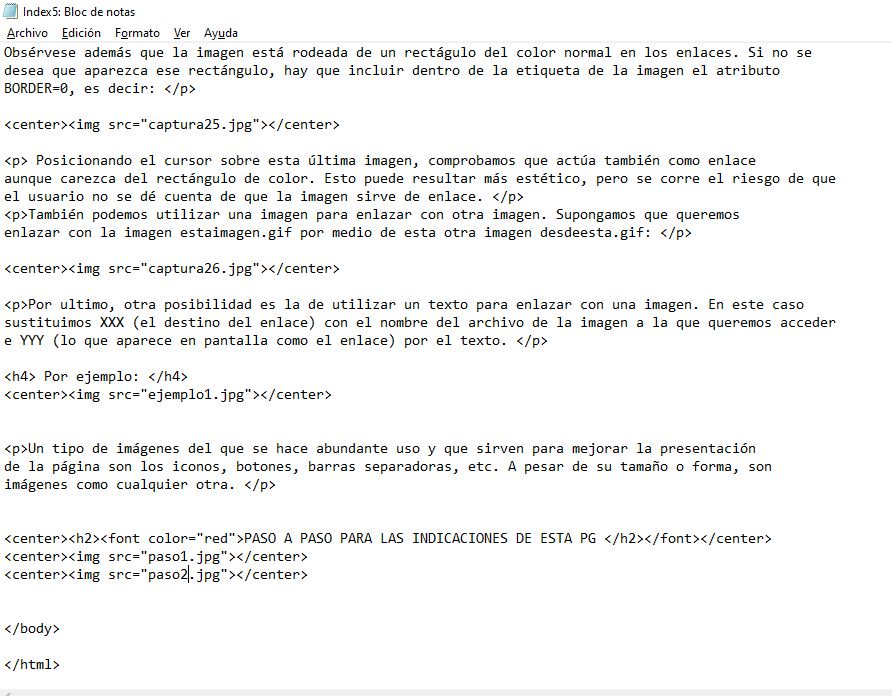 Index5: Bloc de notas
Archivo Edición Formato Ver Ayuda
Obsérvese además que la imagen está rodeada de un rectágulo del color normal en los enlaces. Si no se
desea que aparezca ese rectángulo, hay que incluir dentro de la etiqueta de la imagen el atributo
BORDER=0, es decir: </p>
<center><img src="captura25.jpg"></center>
<p> Posicionando el cursor sobre esta última imagen, comprobamos que actúa también como enlace
aunque carezca del rectángulo de color. Esto puede resultar más estético, pero se corre el riesgo de que
el usuario no se dé cuenta de que la imagen sirve de enlace. </p>
<p>También podemos utilizar una imagen para enlazar con otra imagen. Supongamos que queremos
enlazar con la imagen estaimagen.gif por medio de esta otra imagen desdeesta.gif: </p>
<center><img src="captura26.jpg"></center>
<p>Por ultimo, otra posibilidad es la de utilizar un texto para enlazar con una imagen. En este caso
sustituimos XXX (el destino del enlace) con el nombre del archivo de la imagen a la que queremos acceder
e YYY (lo que aparece en pantalla como el enlace) por el texto. </p>
<h4> Por ejemplo: </h4>
<center><img src="ejemplo1.jpg"></center>
<p>Un tipo de imágenes del que se hace abundante uso y que sirven para mejorar la presentación
de la página son los iconos, botones, barras separadoras, etc. A pesar de su tamaño o forma, son
imágenes como cualquier otra. </p>
<center><h2><font color="red">PASO A PASO PARA LAS INDICACIONES DE ESTA PG </h2></font></center>
<center><img src="paso1.jpg"></center>
<center><img src="paso2.jpg"></center>
</body>
</html>